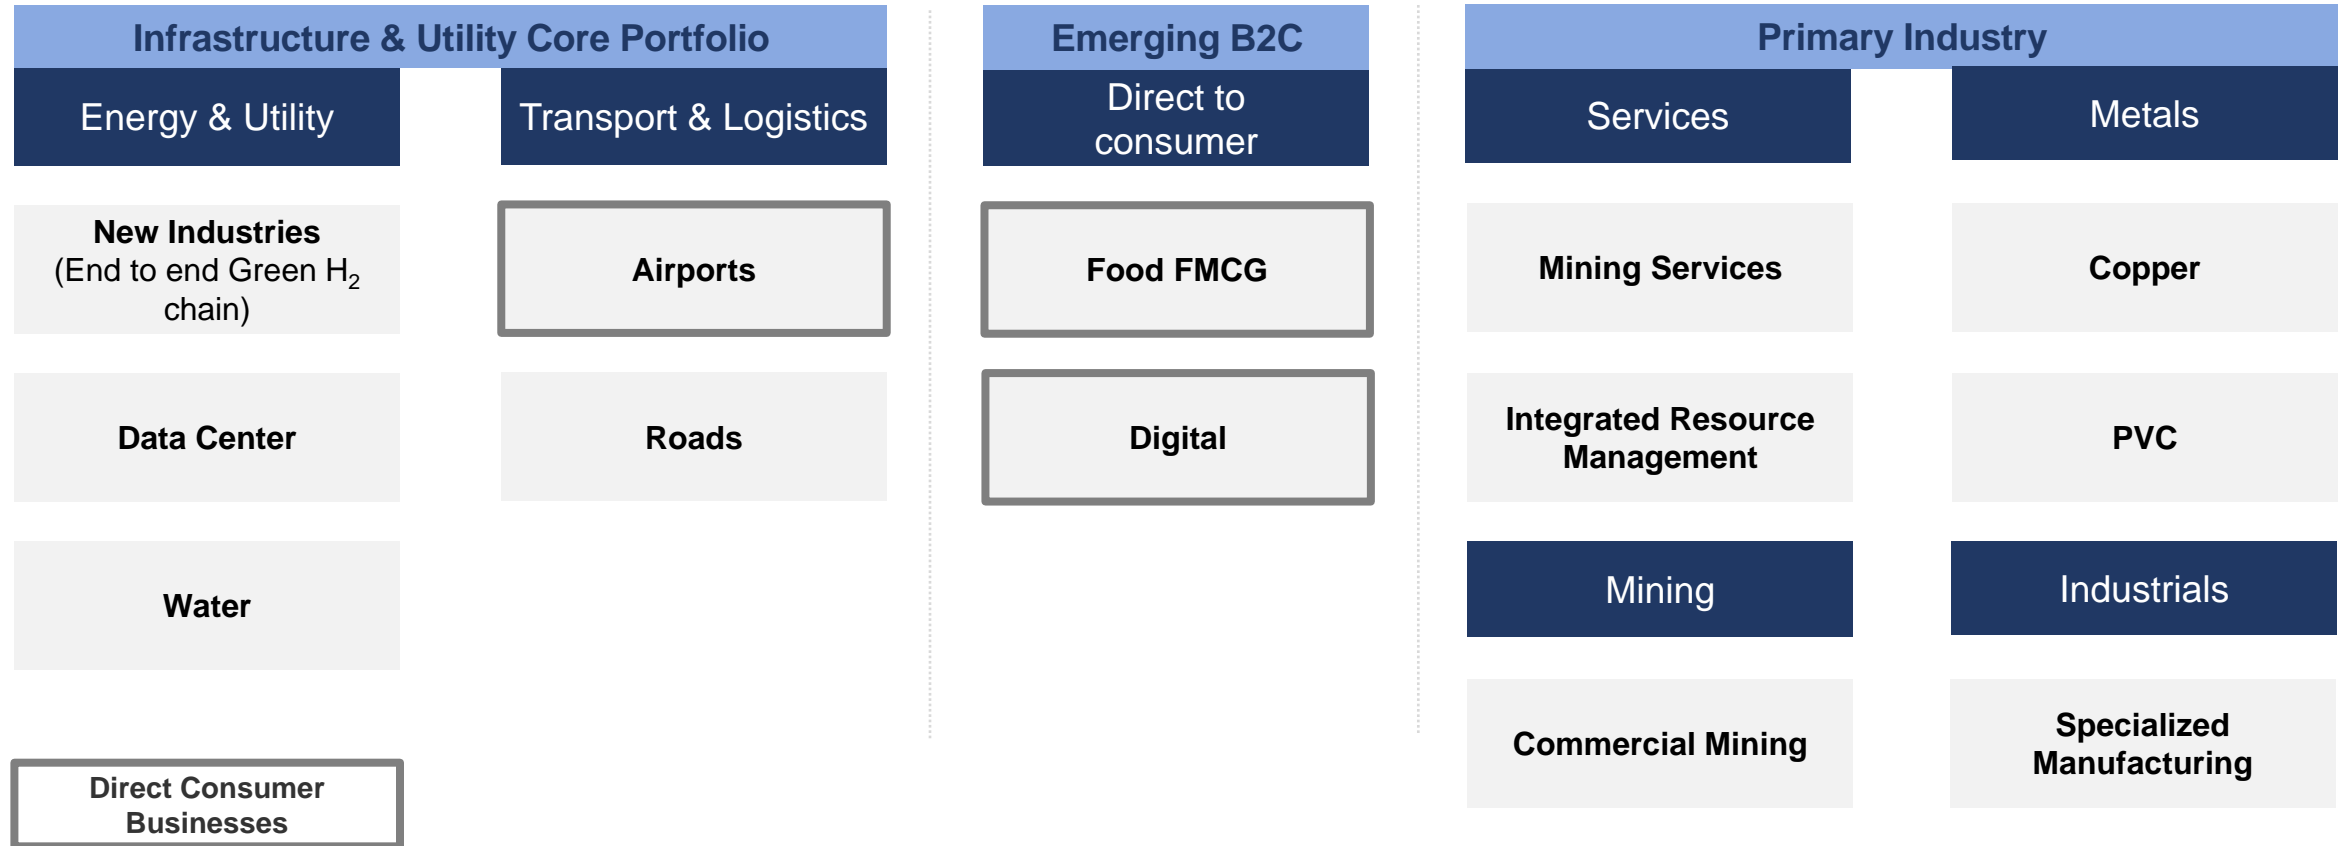 Infrastructure & Utility Core Portfolio
Energy & Utility
New Industries
(End to end Green H₂
chain)
Data Center
Water
Transport & Logistics
Airports
Roads
Emerging B2C
Direct to
consumer
Food FMCG
Digital
Primary Industry
Services
Mining Services
Integrated Resource
Management
Mining
Commercial Mining
Metals
Copper
PVC
Industrials
Specialized
Manufacturing
Direct Consumer
Businesses